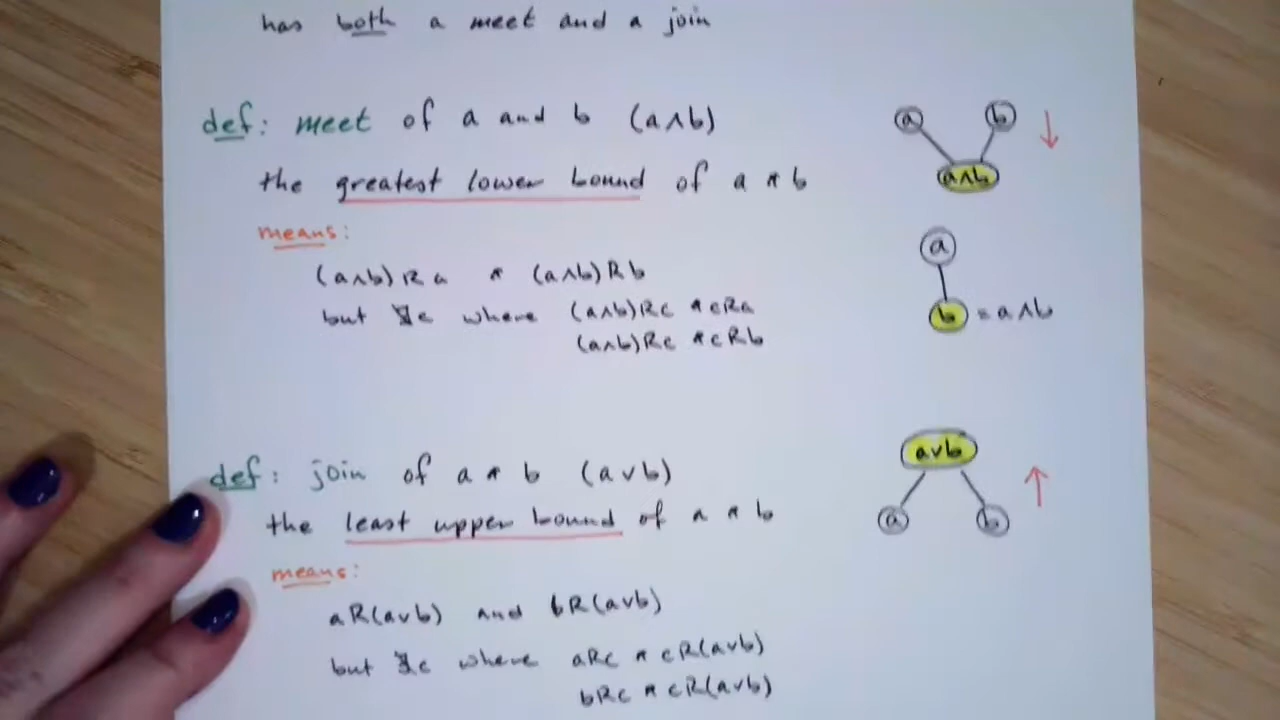 has both a meet and a join
def: meet of a and b (a∧b)
the greatest lower bound of a & b
means:
(a∧b)Ra & (a∧b)Rb
but ∄c where (a∧b)Rc & cRa
(a∧b)Rc & cRb
a b ↓
a∧b
a
b = a∧b
def: join of a & b (a∨b)
the least upper bound of a & b
means:
aR(a∨b) and bR(a∨b)
but ∄c where aRc & cR(a∨b)
bRc & cR(a∨b)
a∨b ↑
a b